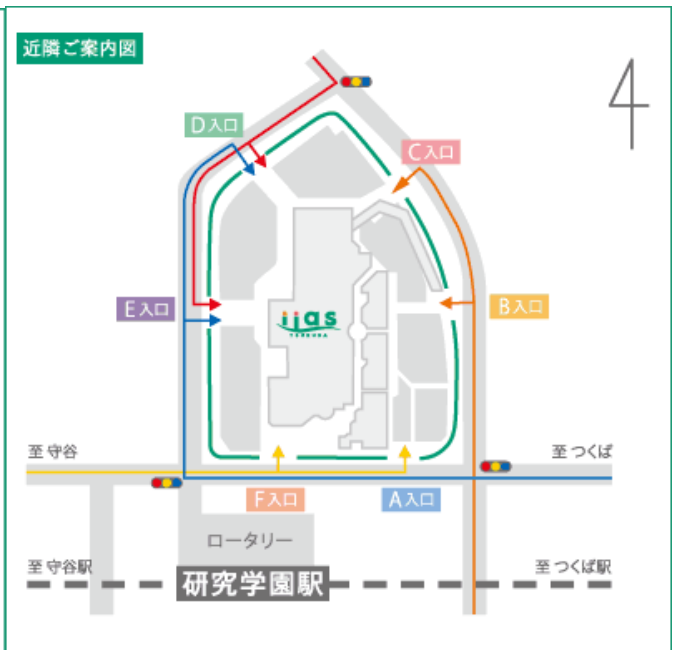 近隣ご案内図
4
D入口
C入口
E入口
B入口
iias
TSUKUBA
至 守谷
至 つくば
F入口
A入口
ロータリー
至 守谷駅
至 つくば駅
研究学園駅